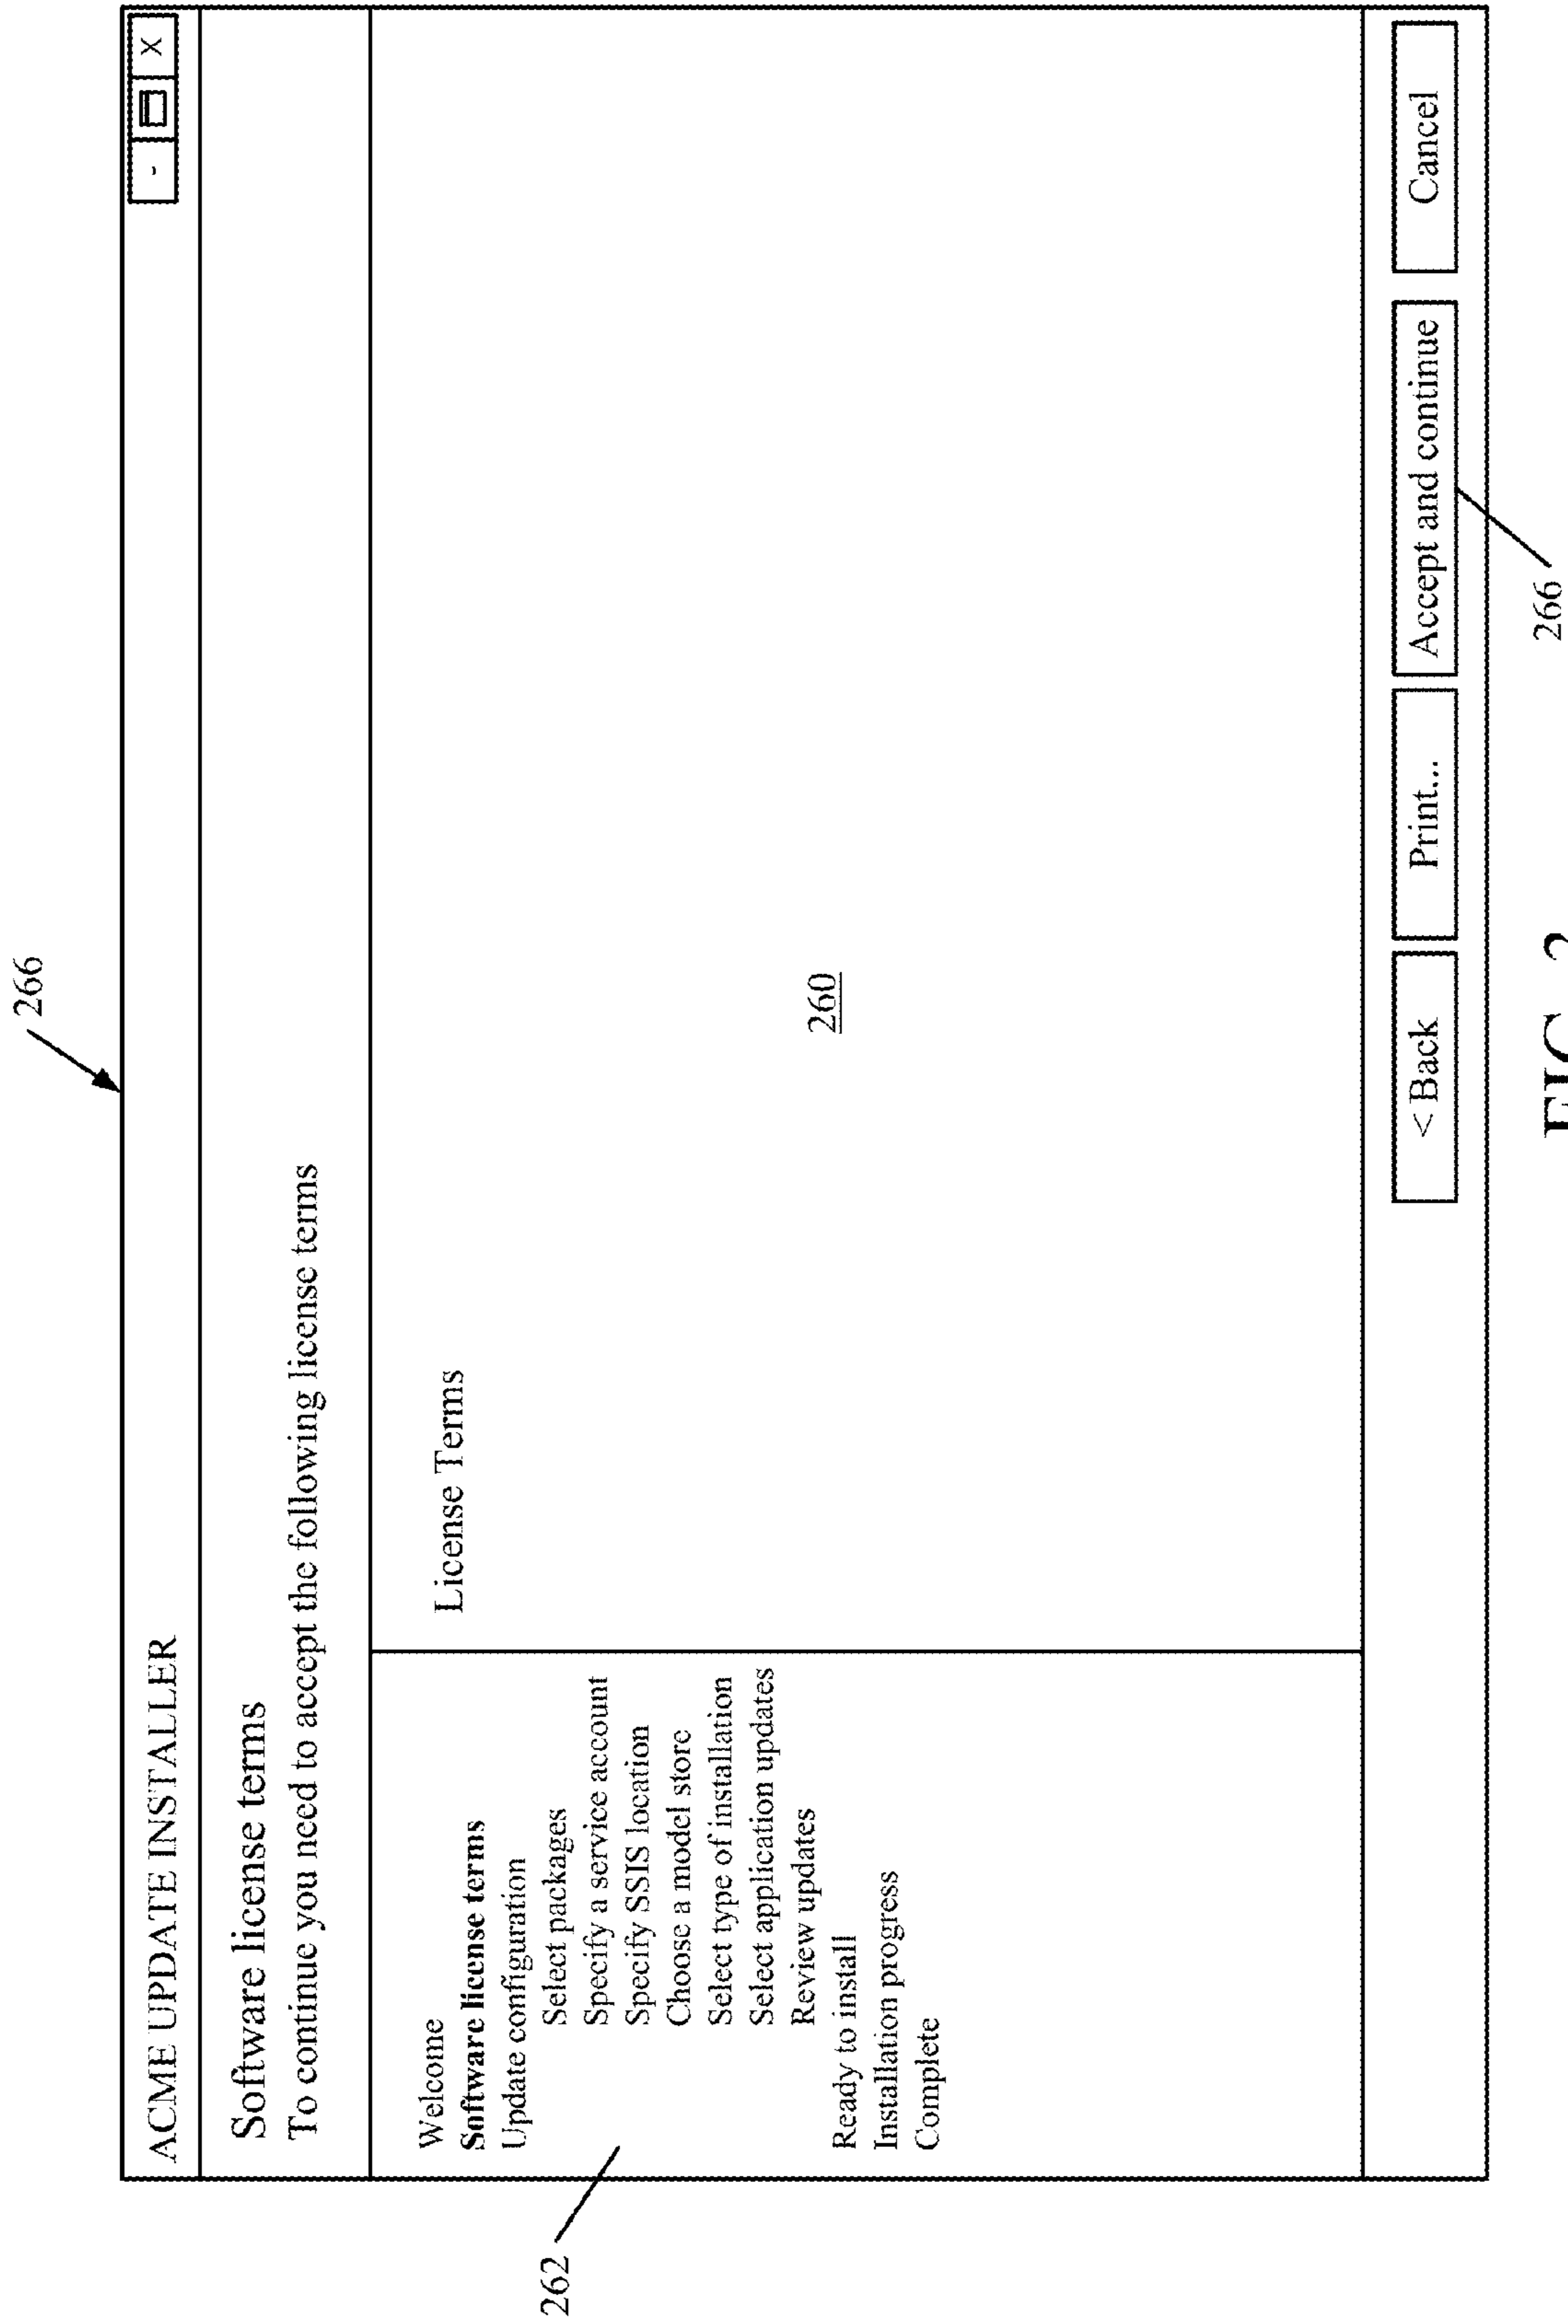 266
ACME UPDATE INSTALLER
- X
Software license terms
To continue you need to accept the following license terms
262
Welcome
Software license terms
Update configuration
Select packages
Specify a service account
Specify SSIS location
Choose a model store
Select type of installation
Select application updates
Review updates
Ready to install
Installation progress
Complete
License Terms
260
< Back
Print...
Accept and continue
Cancel
266